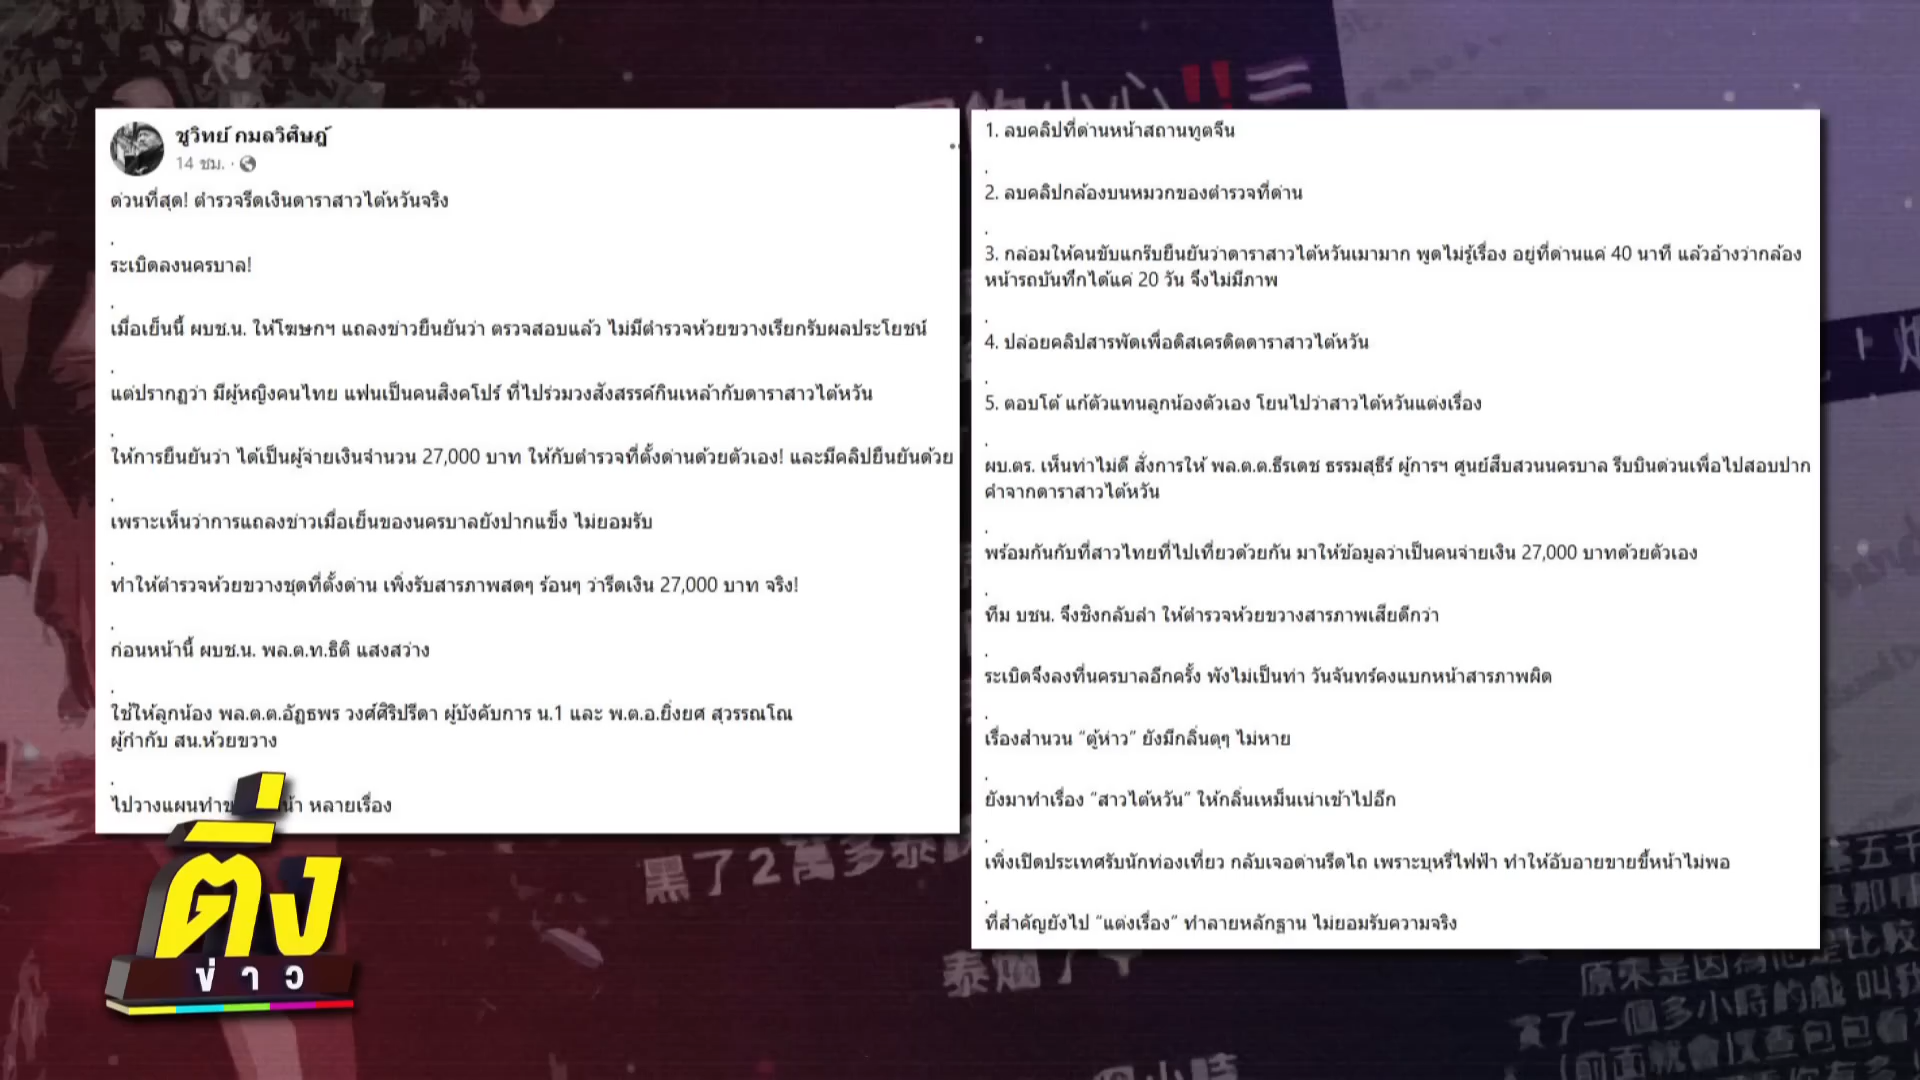 ชูวิทย์ กมลวิศิษฎ์
14 ชม. ·
ด่วนที่สุด! ตำรวจรีดเงินดาราสาวไต้หวันจริง
.
ระเบิดลงนครบาล!
.
เมื่อเย็นนี้ ผบช.น. ให้โฆษกฯ แถลงข่าวยืนยันว่า ตรวจสอบแล้ว ไม่มีตำรวจห้วยขวางเรียกรับผลประโยชน์
.
แต่ปรากฏว่า มีผู้หญิงคนไทย แฟนเป็นคนสิงคโปร์ ที่ไปร่วมวงสังสรรค์กินเหล้ากับดาราสาวไต้หวัน
.
ให้การยืนยันว่า ได้เป็นผู้จ่ายเงินจำนวน 27,000 บาท ให้กับตำรวจที่ตั้งด่านด้วยตัวเอง! และมีคลิปยืนยันด้วย
.
เพราะเห็นว่าการแถลงข่าวเมื่อเย็นของนครบาลยังปากแข็ง ไม่ยอมรับ
.
ทำให้ตำรวจห้วยขวางชุดที่ตั้งด่าน เพิ่งรับสารภาพสดๆ ร้อนๆ ว่ารีดเงิน 27,000 บาท จริง!
.
ก่อนหน้านี้ ผบช.น. พล.ต.ท.ธิติ แสงสว่าง
.
ใช้ให้ลูกน้อง พล.ต.ต.อัฏธพร วงศ์ศิริปรีดา ผู้บังคับการ น.1 และ พ.ต.อ.ยิ่งยศ สุวรรณโณ
ผู้กำกับ สน.ห้วยขวาง
.
ไปวางแผนทำ หลายเรื่อง
1. ลบคลิปที่ด่านหน้าสถานทูตจีน
.
2. ลบคลิปกล้องบนหมวกของตำรวจที่ด่าน
.
3. กล่อมให้คนขับแกร๊บยืนยันว่าดาราสาวไต้หวันเมามาก พูดไม่รู้เรื่อง อยู่ที่ด่านแค่ 40 นาที แล้วอ้างว่ากล้อง
หน้ารถบันทึกได้แค่ 20 วัน จึงไม่มีภาพ
.
4. ปล่อยคลิปสารพัดเพื่อดิสเครดิตดาราสาวไต้หวัน
.
5. ตอบโต้ แก้ตัวแทนลูกน้องตัวเอง โยนไปว่าสาวไต้หวันแต่งเรื่อง
.
ผบ.ตร. เห็นท่าไม่ดี สั่งการให้ พล.ต.ต.ธีรเดช ธรรมสุธีร์ ผู้การฯ ศูนย์สืบสวนนครบาล รีบบินด่วนเพื่อไปสอบปาก
คำจากดาราสาวไต้หวัน
.
พร้อมกันกับที่สาวไทยที่ไปเที่ยวด้วยกัน มาให้ข้อมูลว่าเป็นคนจ่ายเงิน 27,000 บาทด้วยตัวเอง
.
ทีม บชน. จึงชิงกลับลำ ให้ตำรวจห้วยขวางสารภาพเสียดีกว่า
.
ระเบิดจึงลงที่นครบาลอีกครั้ง พังไม่เป็นท่า วันจันทร์คงแบกหน้าสารภาพผิด
.
เรื่องสำนวน “ตู้ห่าว” ยังมีกลิ่นตุๆ ไม่หาย
.
ยังมาทำเรื่อง “สาวไต้หวัน” ให้กลิ่นเหม็นเน่าเข้าไปอีก
.
เพิ่งเปิดประเทศรับนักท่องเที่ยว กลับเจอด่านรีดไถ เพราะบุหรี่ไฟฟ้า ทำให้อับอายขายขี้หน้าไม่พอ
.
ที่สำคัญยังไป “แต่งเรื่อง” ทำลายหลักฐาน ไม่ยอมรับความจริง
ติ่ง
ข่าว
黑了2萬多泰
原來是因為他是比較
一個多小時的戲 叫我